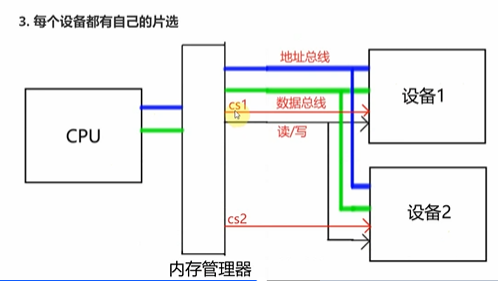 3. 每个设备都有自己的片选
地址总线
cs1
数据总线
设备1
CPU
读/写
设备2
cs2
内存管理器